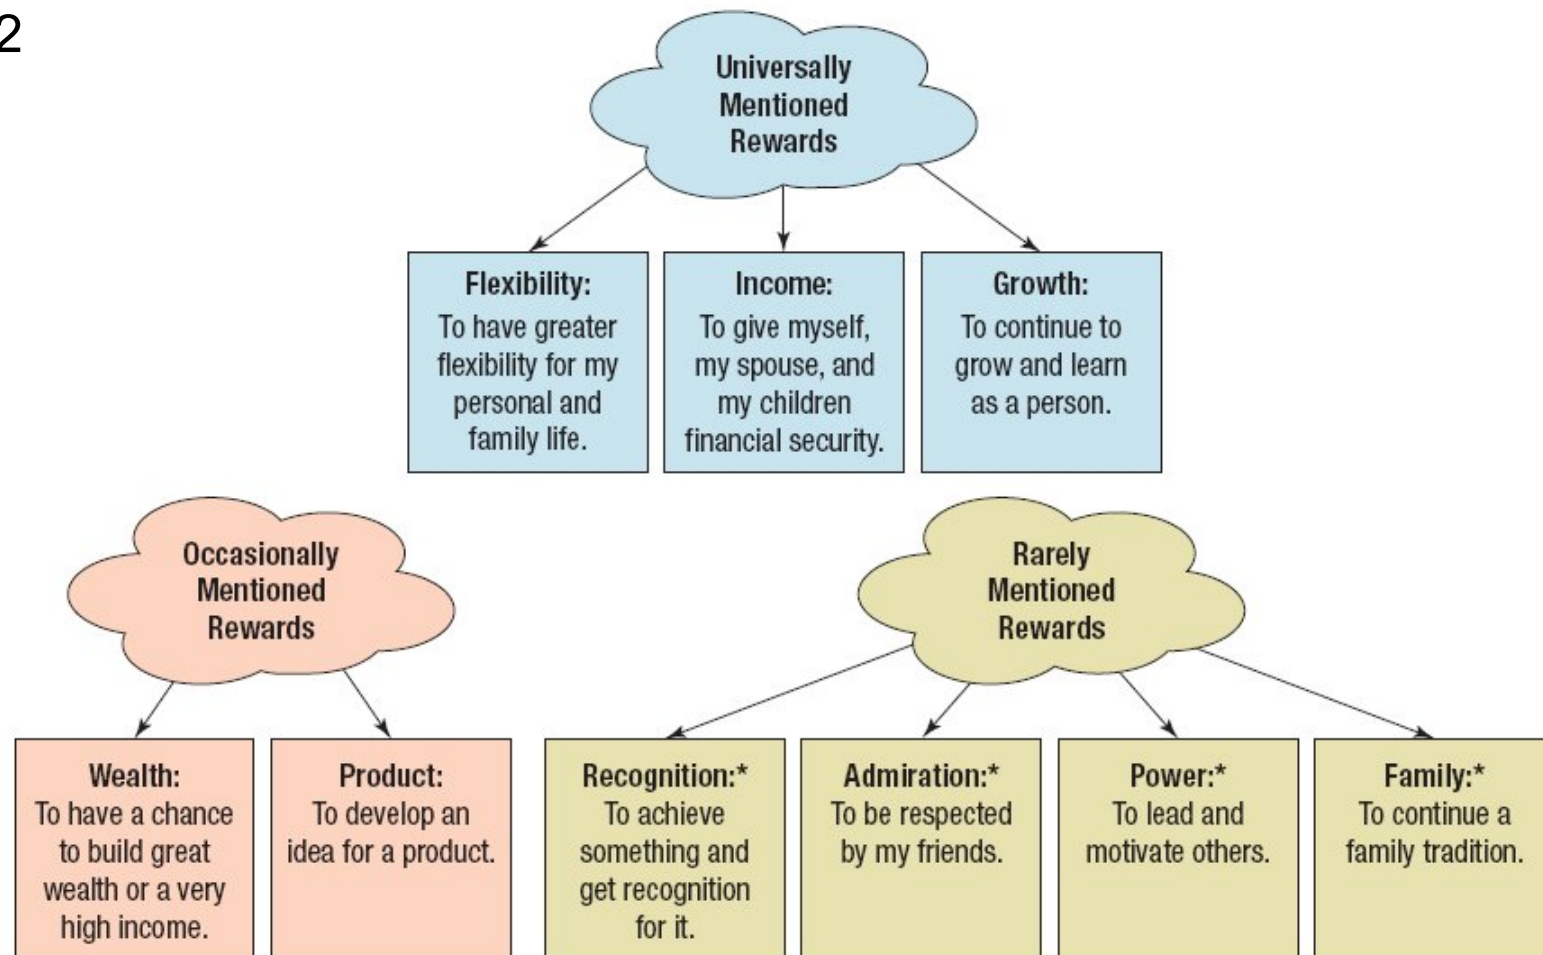 2
Universally
Mentioned
Rewards
Flexibility:
To have greater
flexibility for my
personal and
family life.
Income:
To give myself,
my spouse, and
my children
financial security.
Growth:
To continue to
grow and learn
as a person.
Occasionally
Mentioned
Rewards
Wealth:
To have a chance
to build great
wealth or a very
high income.
Product:
To develop an
idea for a product.
Rarely
Mentioned
Rewards
Recognition:*
To achieve
something and
get recognition
for it.
Admiration:*
To be respected
by my friends.
Power:*
To lead and
motivate others.
Family:*
To continue a
family tradition.